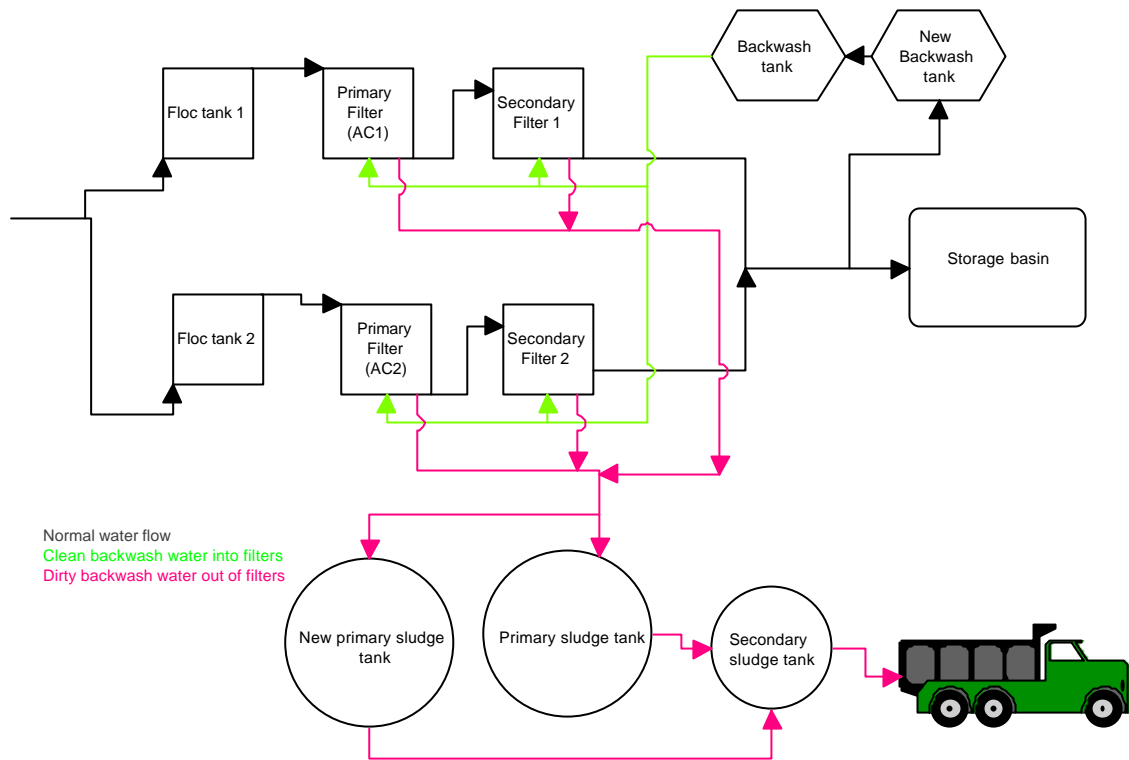 Backwash
tank
New
Backwash
tank
Floc tank 1
Primary
Filter
(AC1)
Secondary
Filter 1
Storage basin
Floc tank 2
Primary
Filter
(AC2)
Secondary
Filter 2
Normal water flow
Clean backwash water into filters
Dirty backwash water out of filters
New primary sludge
tank
Primary sludge tank
Secondary
sludge tank